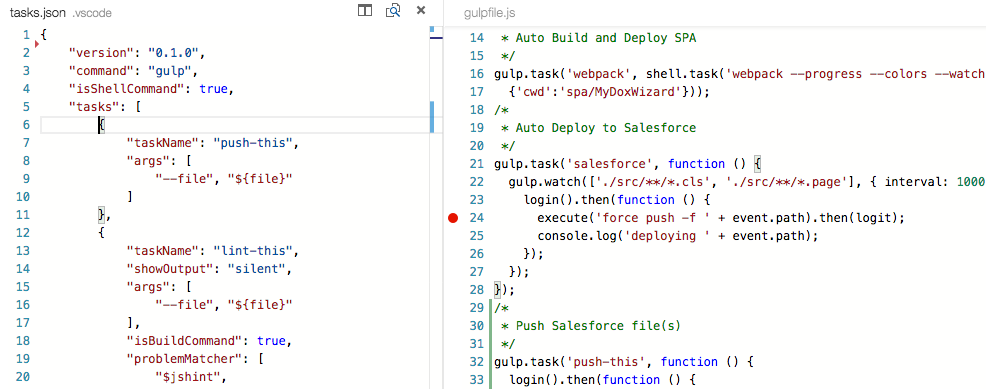 tasks.json .vscode
1 {
2 "version": "0.1.0",
3 "command": "gulp",
4 "isShellCommand": true,
5 "tasks": [
6 {
7 "taskName": "push-this",
8 "args": [
9 "--file", "${file}"
10 ]
11 },
12 {
13 "taskName": "lint-this",
14 "showOutput": "silent",
15 "args": [
16 "--file", "${file}"
17 ],
18 "isBuildCommand": true,
19 "problemMatcher": [
20 "$jshint",
gulpfile.js
14 * Auto Build and Deploy SPA
15 */
16 gulp.task('webpack', shell.task('webpack --progress --colors --watch
17 {'cwd':'spa/MyDoxWizard'}));
18 /*
19 * Auto Deploy to Salesforce
20 */
21 gulp.task('salesforce', function () {
22 gulp.watch(['./src/**/*.cls', './src/**/*.page'], { interval: 1000
23 login().then(function () {
24 execute('force push -f ' + event.path).then(logit);
25 console.log('deploying ' + event.path);
26 });
27 });
28 });
29 /*
30 * Push Salesforce file(s)
31 */
32 gulp.task('push-this', function () {
33 login().then(function () {